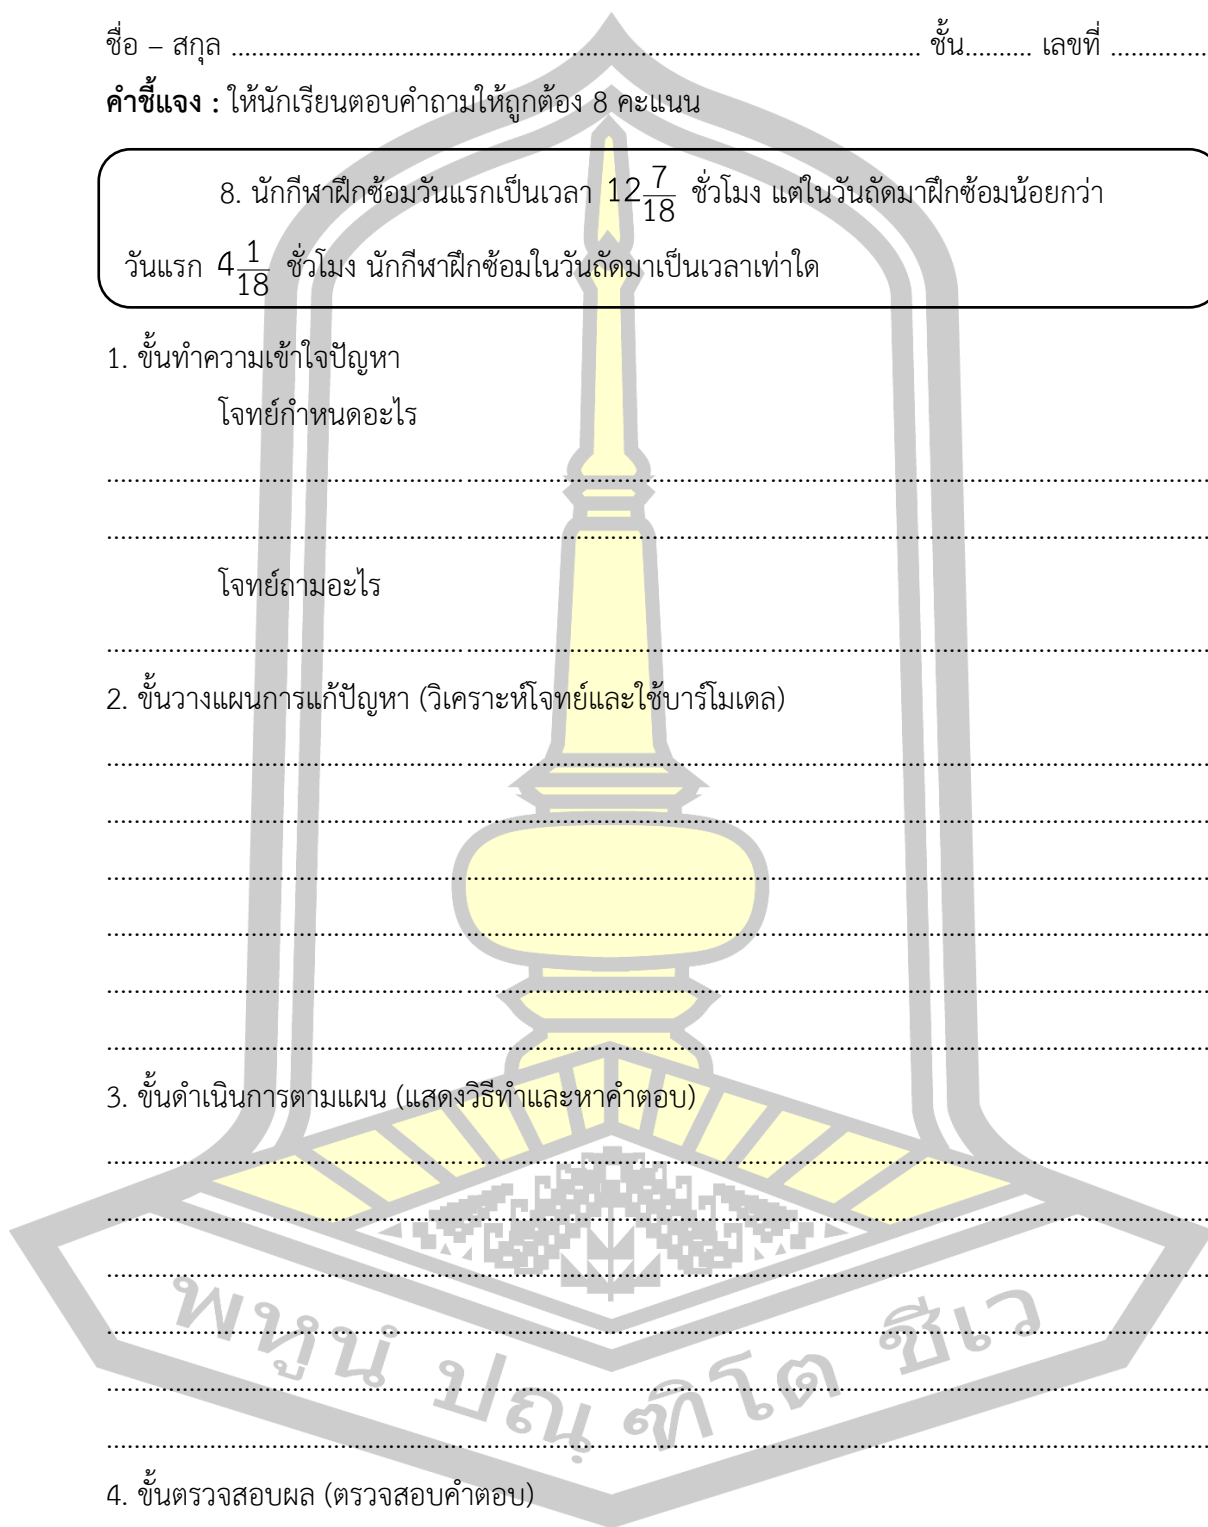 ชื่อ – สกุล .................................................................................................. ชั้น.......... เลขที่ ..............
คำชี้แจง : ให้นักเรียนตอบคำถามให้ถูกต้อง 8 คะแนน
8. นักกีฬาฝึกซ้อมวันแรกเป็นเวลา 12 7/18 ชั่วโมง แต่ในวันถัดมาฝึกซ้อมน้อยกว่า
วันแรก 4 1/18 ชั่วโมง นักกีฬาฝึกซ้อมในวันถัดมาเป็นเวลาเท่าใด
1. ขั้นทำความเข้าใจปัญหา
โจทย์กำหนดอะไร
โจทย์ถามอะไร
2. ขั้นวางแผนการแก้ปัญหา (วิเคราะห์โจทย์และใช้บาร์โมเดล)
3. ขั้นดำเนินการตามแผน (แสดงวิธีทำและหาคำตอบ)
พหูนํ ปณฺฑิโต ชีเว
4. ขั้นตรวจสอบผล (ตรวจสอบคำตอบ)